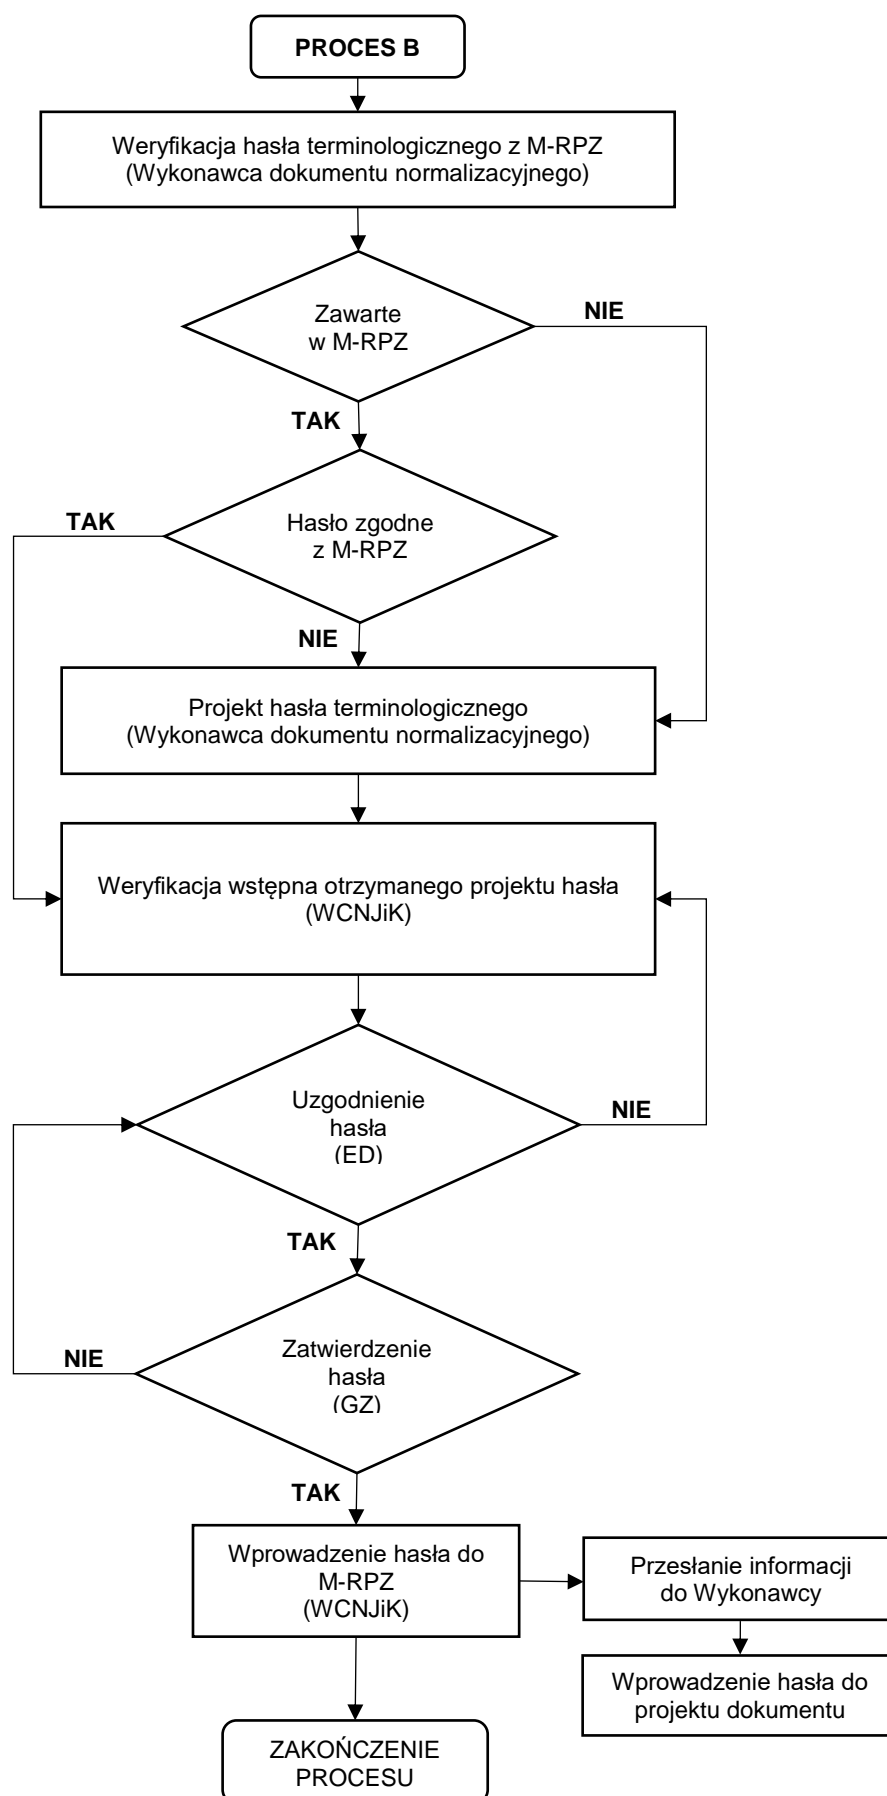 PROCES B
Weryfikacja hasła terminologicznego z M-RPZ
(Wykonawca dokumentu normalizacyjnego)
Zawarte
w M-RPZ
NIE
TAK
Hasło zgodne
z M-RPZ
TAK
NIE
Projekt hasła terminologicznego
(Wykonawca dokumentu normalizacyjnego)
Weryfikacja wstępna otrzymanego projektu hasła
(WCNJiK)
Uzgodnienie
hasła
(ED)
NIE
TAK
Zatwierdzenie
hasła
(GZ)
NIE
TAK
Wprowadzenie hasła do
M-RPZ
(WCNJiK)
Przesłanie informacji
do Wykonawcy
Wprowadzenie hasła do
projektu dokumentu
ZAKOŃCZENIE
PROCESU